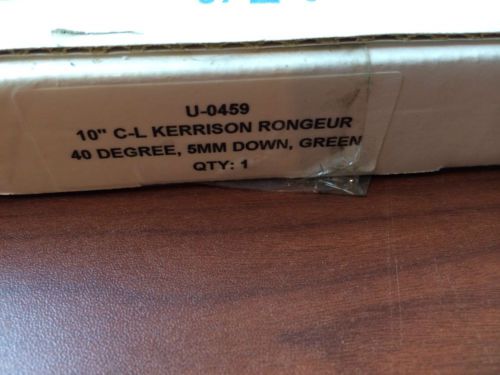 U-0459
10" C-L KERRISON RONGEUR
40 DEGREE, 5MM DOWN, GREEN
QTY: 1